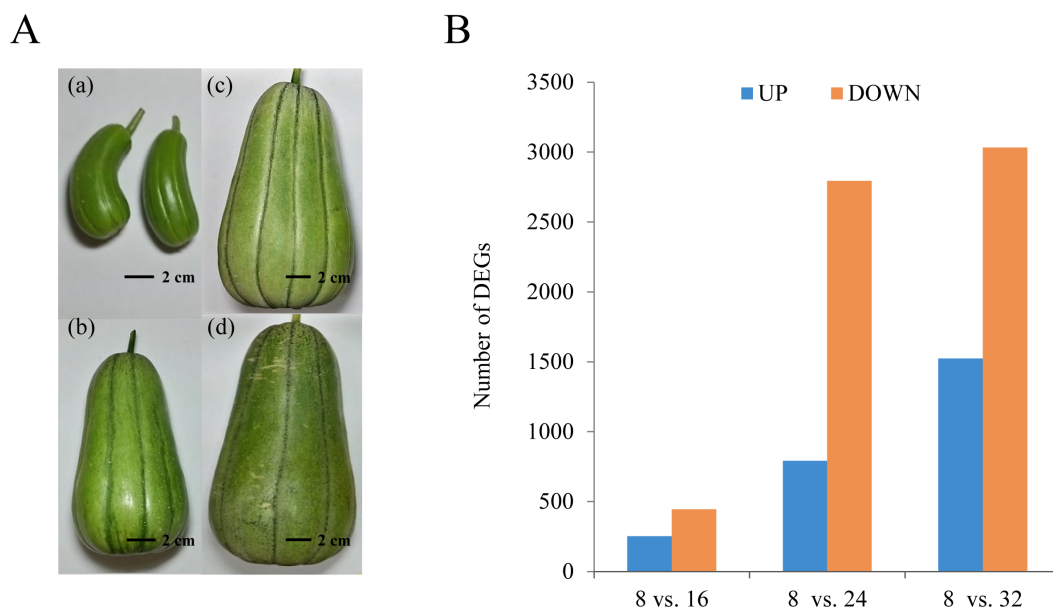 A
(a)
(c)
2 cm
2 cm
(b)
(d)
2 cm
2 cm
B
UP DOWN
Number of DEGs
3500
3000
2500
2000
1500
1000
500
0
8 vs. 16
8 vs. 24
8 vs. 32